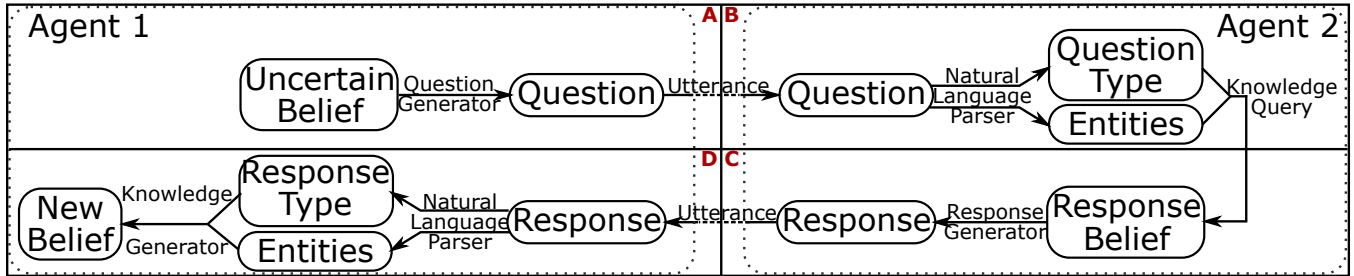 Agent 1
A
B
Agent 2
Uncertain
Belief
Question
Generator
Question
Utterance
Question
Natural
Language
Parser
Question
Type
Entities
Knowledge
Query
D
C
New
Belief
Knowledge
Generator
Response
Type
Entities
Natural
Language
Parser
Response
Utterance
Response
Response
Generator
Response
Belief